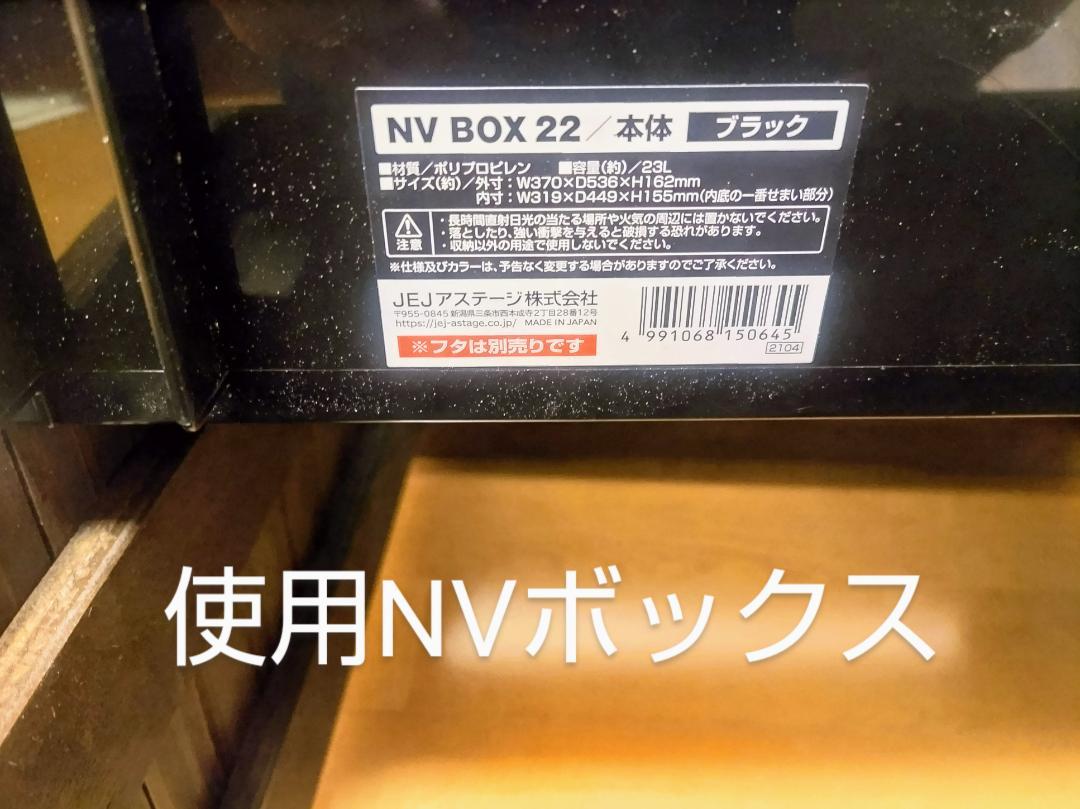 NV BOX 22/本体 ブラック
■材質/ポリプロピレン ■容量(約)/23L
■サイズ(約)/外寸:W370×D536×H162mm
内寸:W319×D449×H155mm(内底の一番せまい部分)
注意
・長時間直射日光の当たる場所や火気の周辺には置かないでください。
・落としたり、強い衝撃を与えると破損する恐れがあります。
・収納以外の用途で使用しないでください。
※仕様及びカラーは、予告なく変更する場合がありますのでご了承ください。
JEJアステージ株式会社
〒955-0845 新潟県三条市西本成寺2丁目28番12号
https://jej-astage.co.jp/ MADE IN JAPAN
※フタは別売りです
4 991068 150645
2104
使用NVボックス